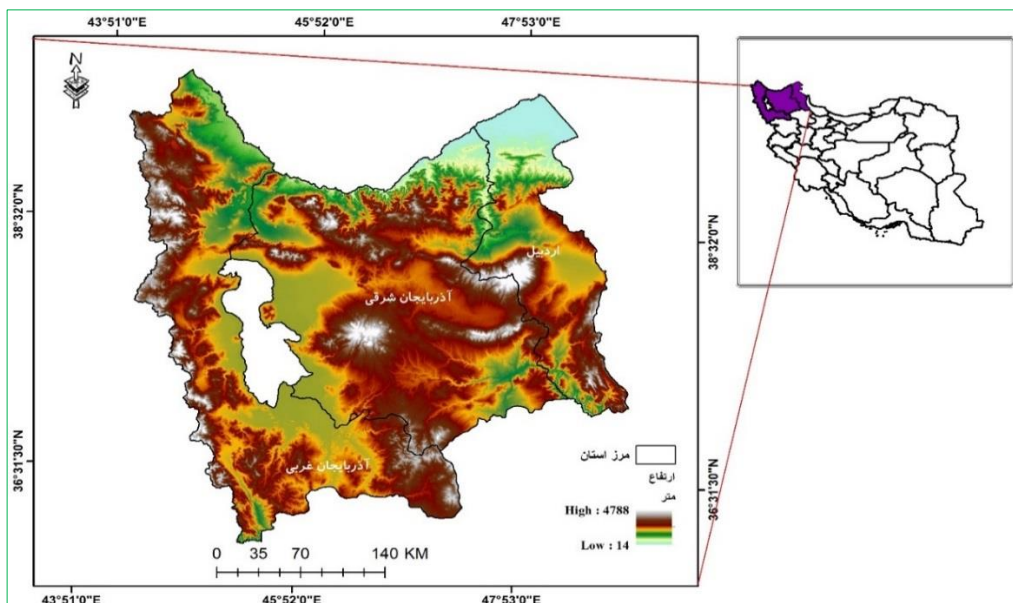 43°51'0"E 45°52'0"E 47°53'0"E
N
38°32'0"N
38°32'0"N
اردبیل
آذربایجان شرقی
36°31'30"N
36°31'30"N
آذربایجان غربی
مرز استان
ارتفاع
متر
High : 4788
Low : 14
0 35 70 140 KM
43°51'0"E 45°52'0"E 47°53'0"E